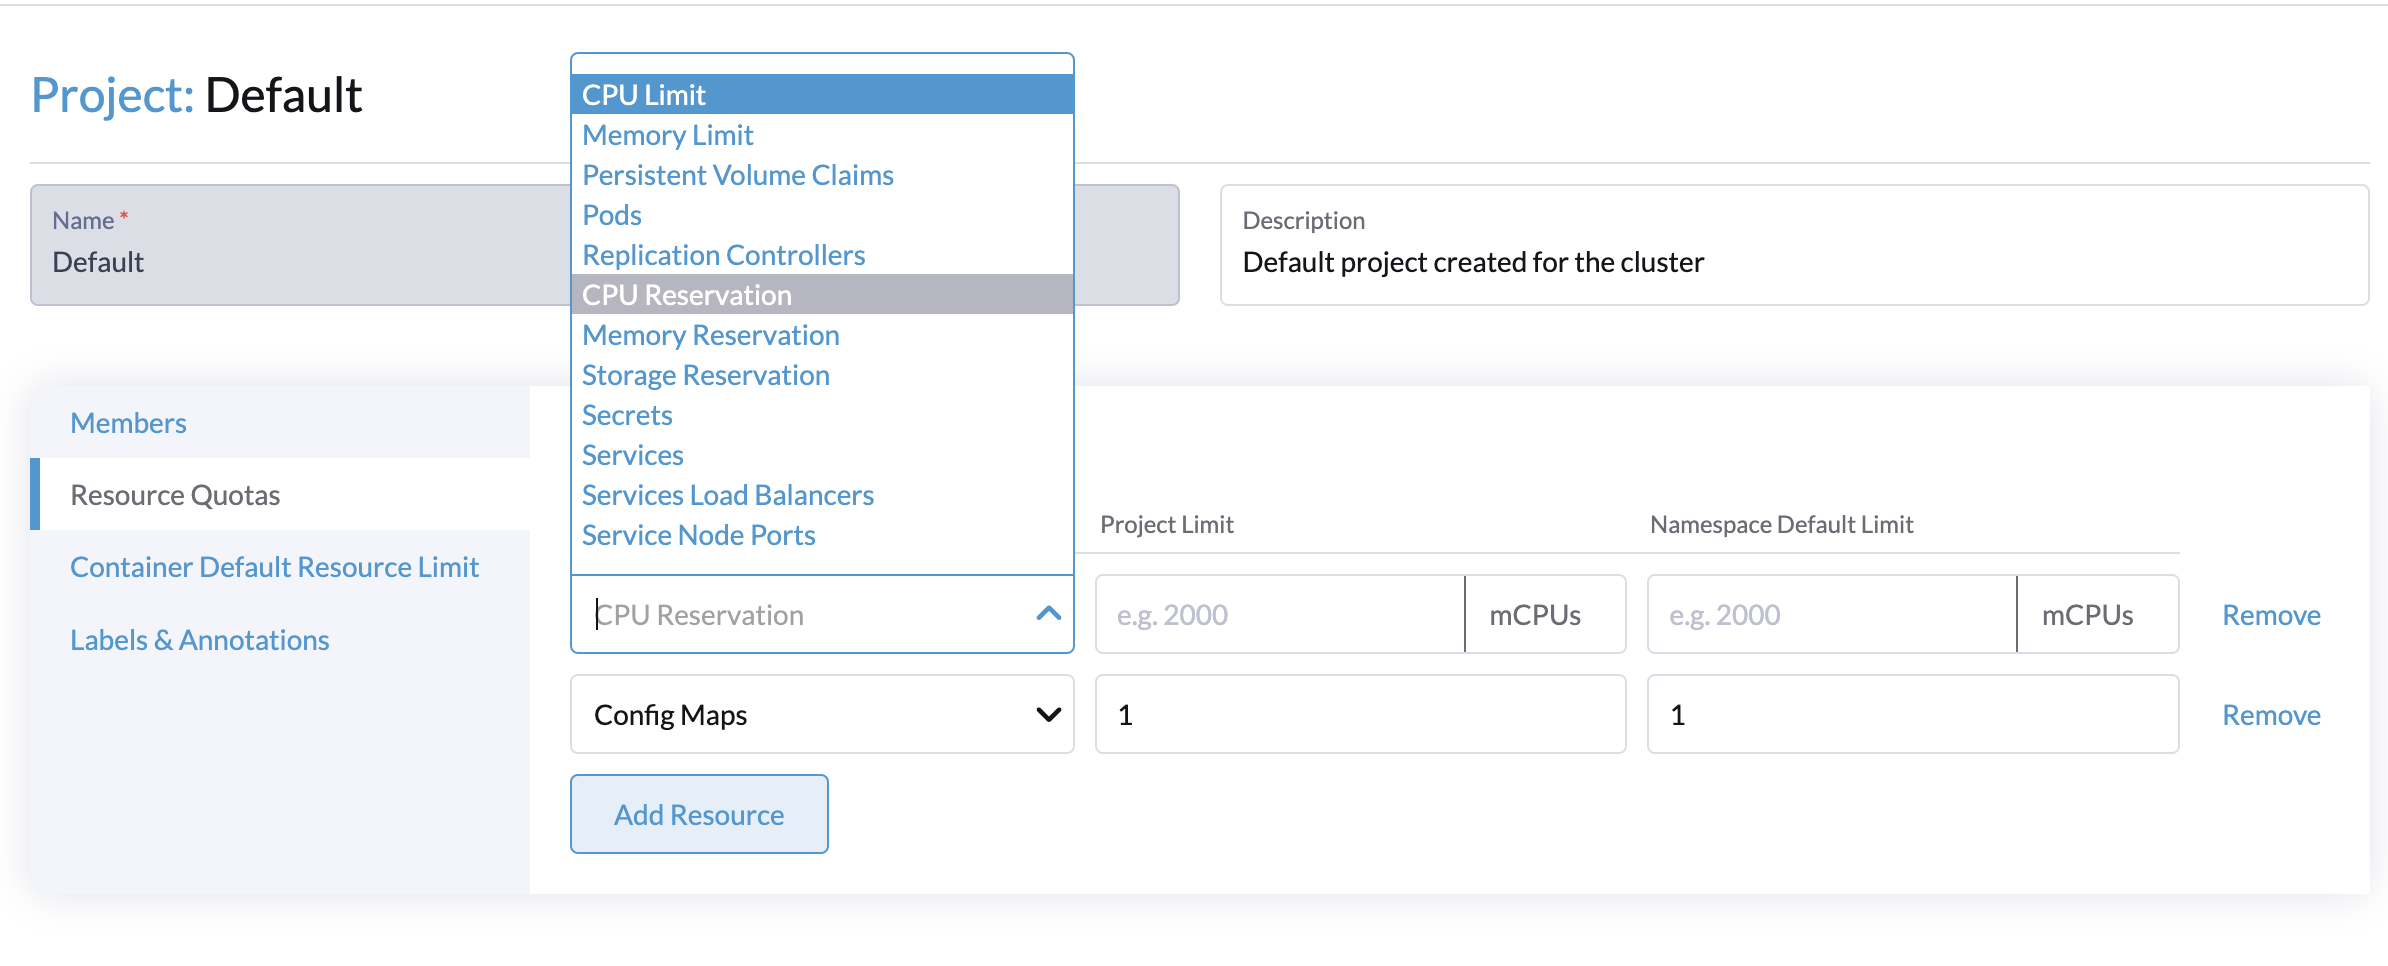 Project: Default
Name *
Default
Description
Default project created for the cluster
CPU Limit
Memory Limit
Persistent Volume Claims
Pods
Replication Controllers
CPU Reservation
Memory Reservation
Storage Reservation
Secrets
Services
Services Load Balancers
Service Node Ports
Members
Resource Quotas
Container Default Resource Limit
Labels & Annotations
Project Limit
Namespace Default Limit
CPU Reservation
e.g. 2000
mCPUs
e.g. 2000
mCPUs
Remove
Config Maps
1
1
Remove
Add Resource